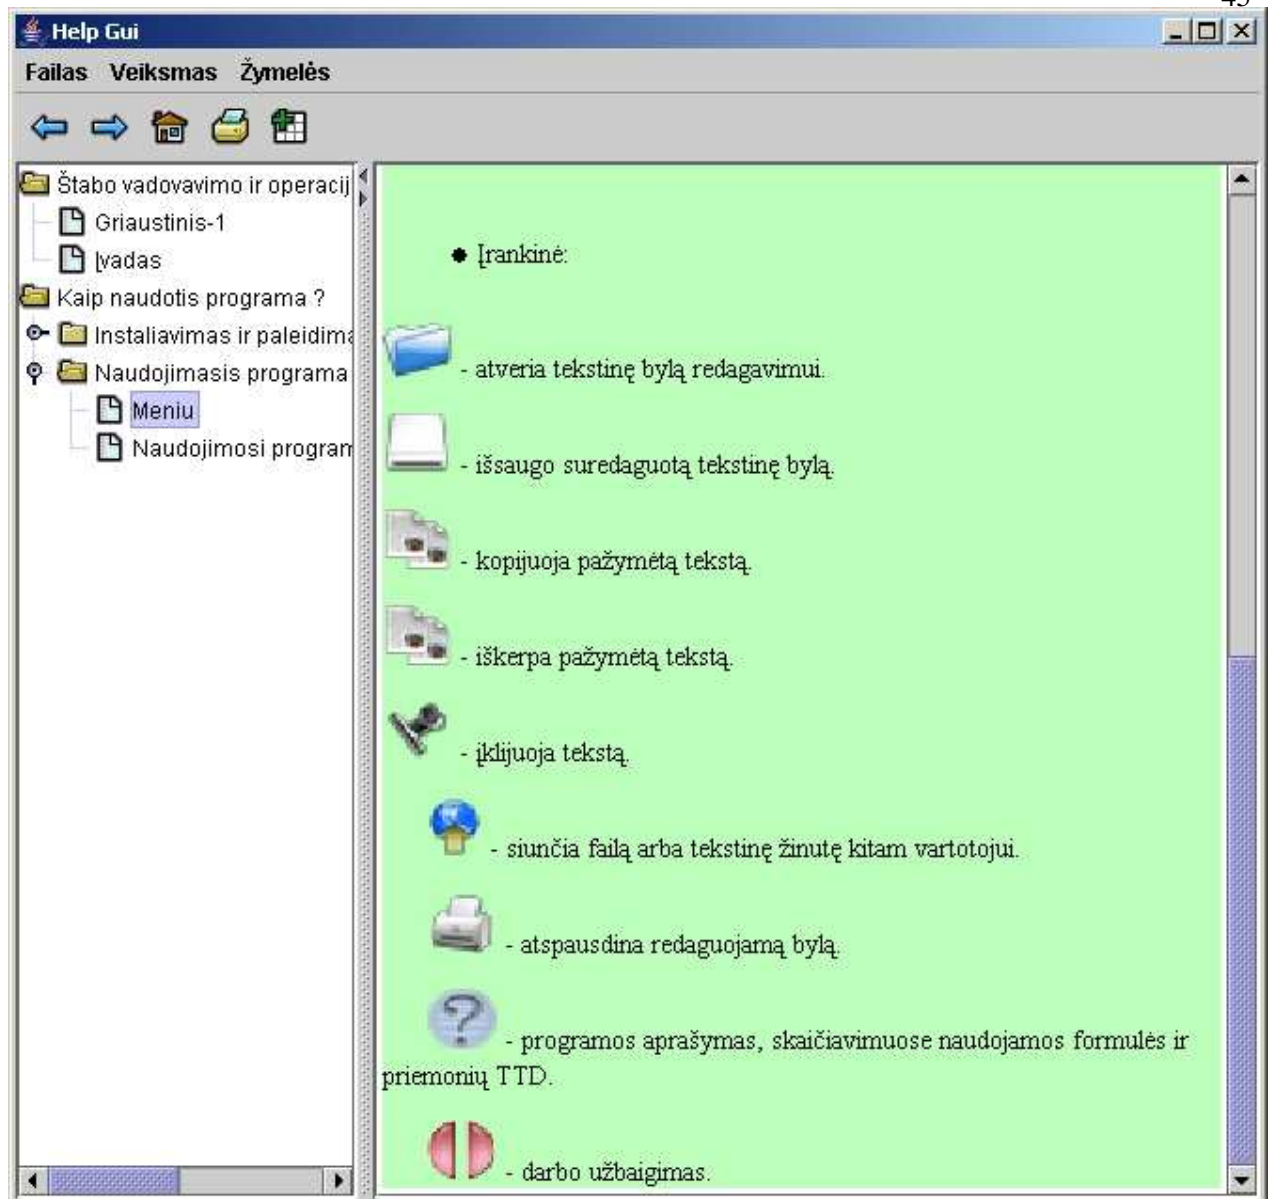 Help Gui
Failas Veiksmas Žymelės
Štabo vadovavimo ir operacij
Griaustinis-1
Įvadas
Kaip naudotis programa ?
Instaliavimas ir paleidima
Naudojimasis programa
Meniu
Naudojimosi program
Įrankinė:
- atveria tekstinę bylą redagavimui.
- išsaugo suredaguotą tekstinę bylą.
- kopijuoja pažymėtą tekstą.
- iškerpa pažymėtą tekstą.
- įklijuoja tekstą.
- siunčia failą arba tekstinę žinutę kitam vartotojui.
- atspausdina redaguojamą bylą.
- programos aprašymas, skaičiavimuose naudojamos formulės ir
priemonių TTD.
- darbo užbaigimas.